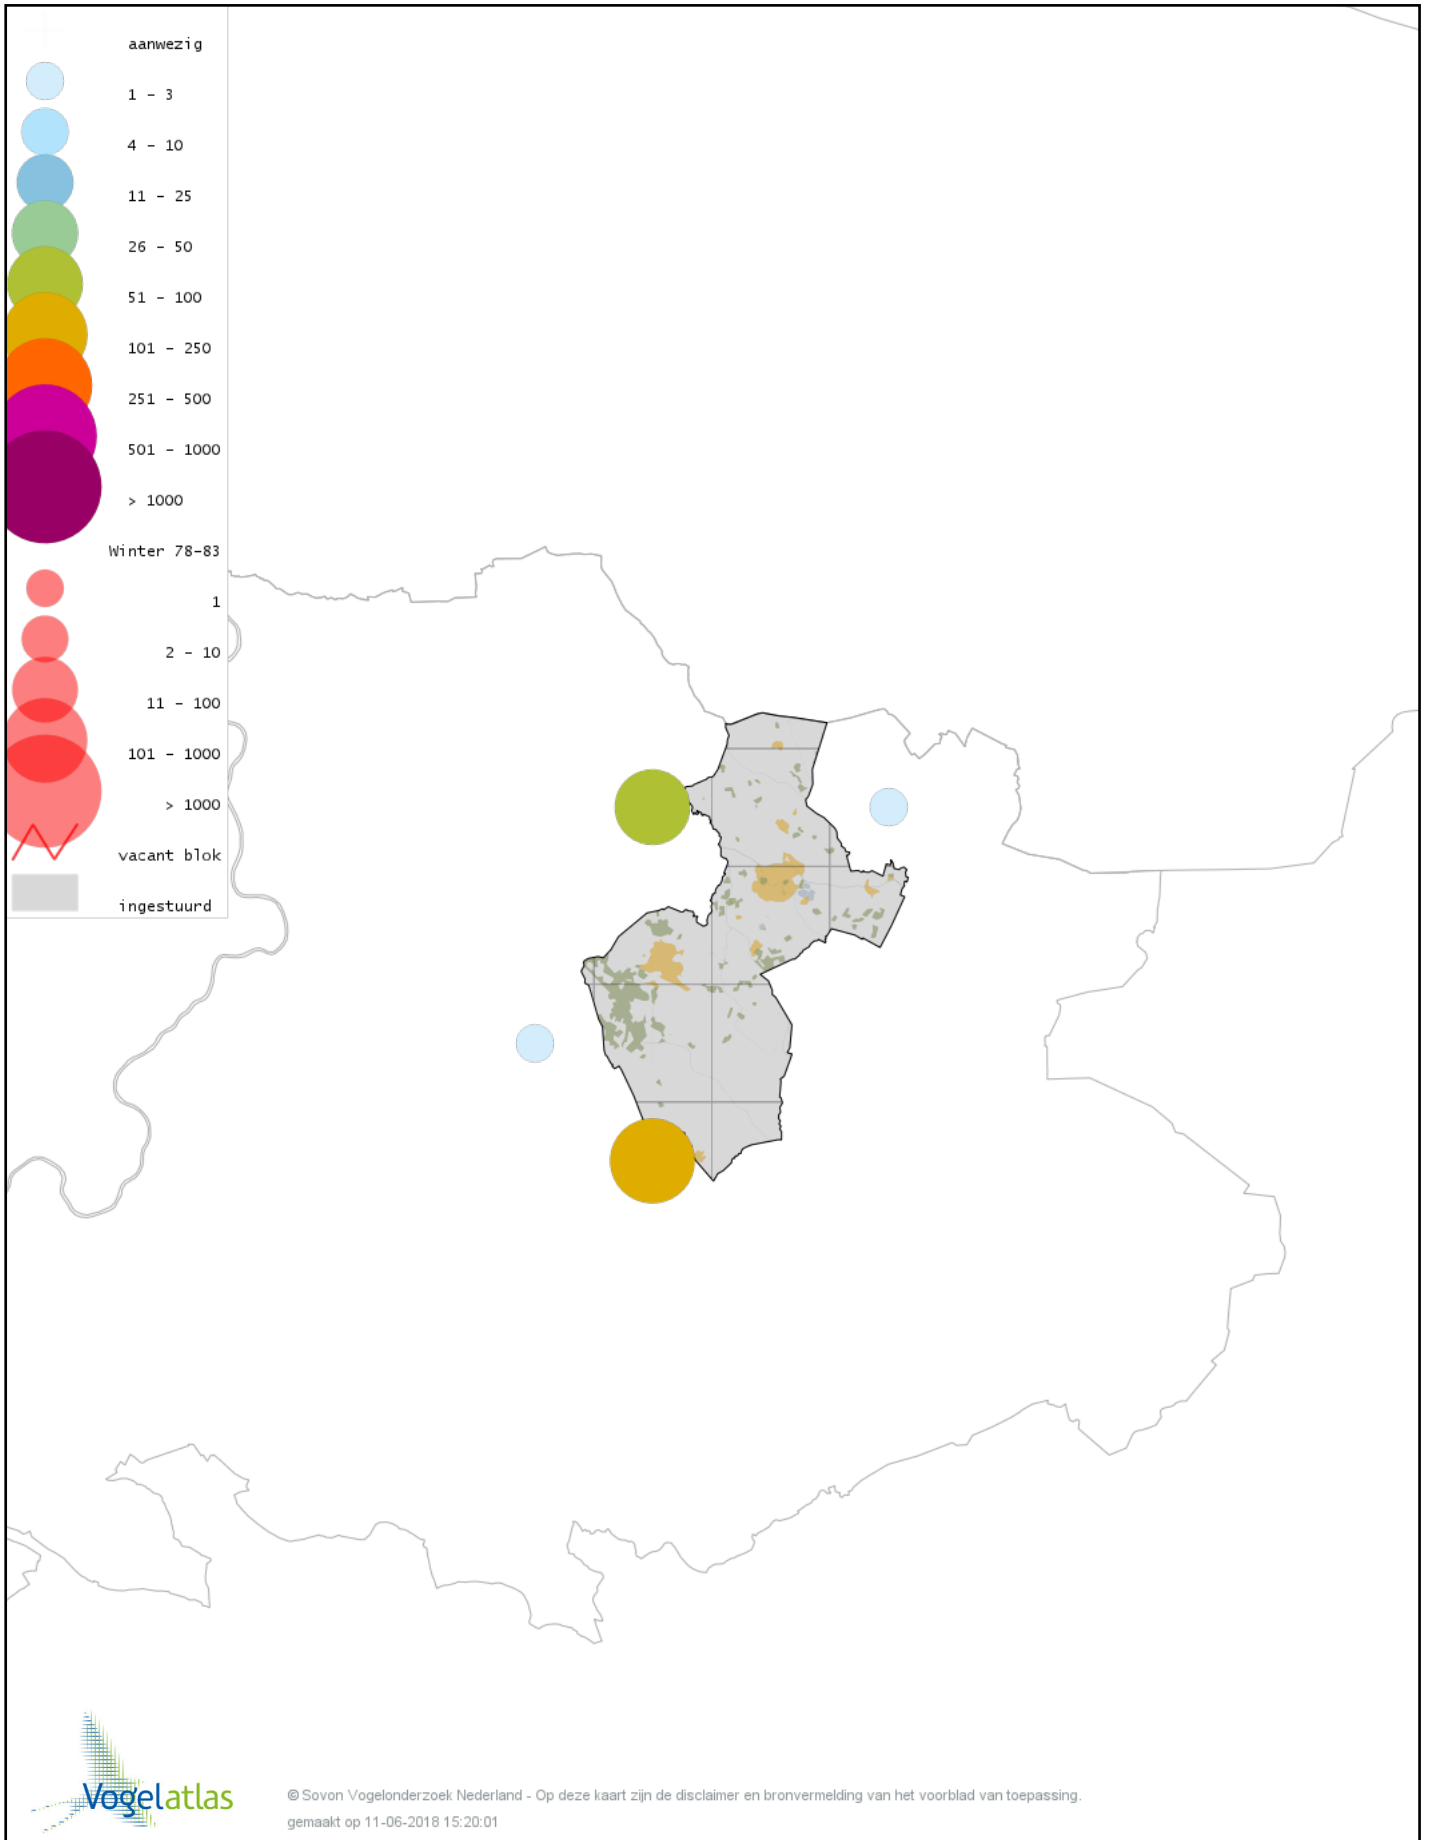 aanwezig
1 - 3
4 - 10
11 - 25
26 - 50
51 - 100
101 - 250
251 - 500
501 - 1000
> 1000
Winter 78-83
1
2 - 10
11 - 100
101 - 1000
> 1000
vacant blok
ingestuurd
Vogelatlas
© Sovon Vogelonderzoek Nederland - Op deze kaart zijn de disclaimer en bronvermelding van het voorblad van toepassing.
gemaakt op 11-06-2018 15:20:01